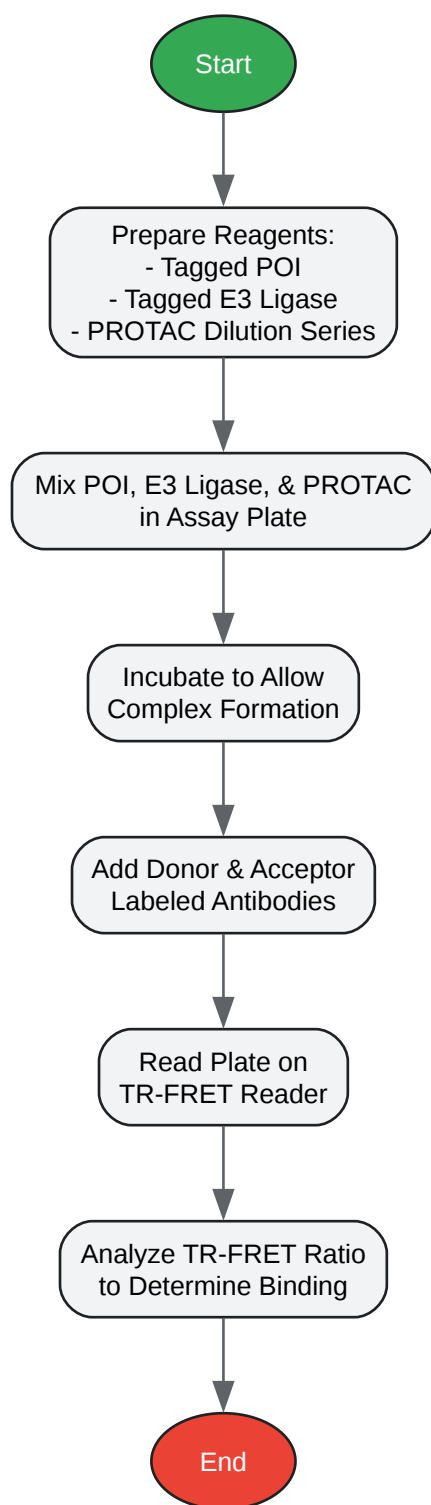 Start
Prepare Reagents:
- Tagged POI
- Tagged E3 Ligase
- PROTAC Dilution Series
Mix POI, E3 Ligase, & PROTAC
in Assay Plate
Incubate to Allow
Complex Formation
Add Donor & Acceptor
Labeled Antibodies
Read Plate on
TR-FRET Reader
Analyze TR-FRET Ratio
to Determine Binding
End